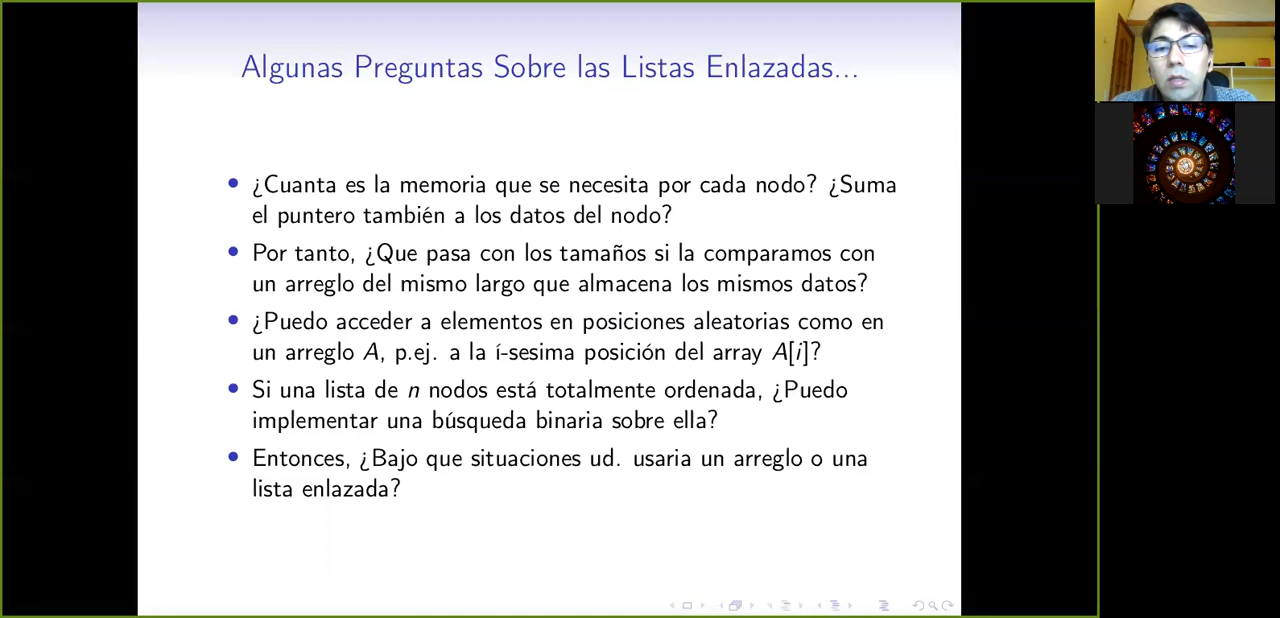 Algunas Preguntas Sobre las Listas Enlazadas...
• ¿Cuanta es la memoria que se necesita por cada nodo? ¿Suma
el puntero también a los datos del nodo?
• Por tanto, ¿Que pasa con los tamaños si la comparamos con
un arreglo del mismo largo que almacena los mismos datos?
• ¿Puedo acceder a elementos en posiciones aleatorias como en
un arreglo A, p.ej. a la í-sesima posición del array A[i]?
• Si una lista de n nodos está totalmente ordenada, ¿Puedo
implementar una búsqueda binaria sobre ella?
• Entonces, ¿Bajo que situaciones ud. usaria un arreglo o una
lista enlazada?